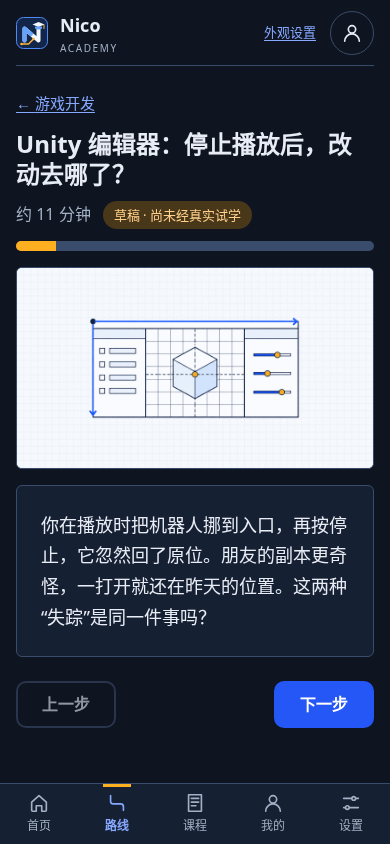 Nico
ACADEMY
外观设置
← 游戏开发
Unity 编辑器：停止播放后，改
动去哪了？
约 11 分钟
草稿 · 尚未经真实试学
你在播放时把机器人挪到入口，再按停
止，它忽然回了原位。朋友的副本更奇
怪，一打开就还在昨天的位置。这两种
“失踪”是同一件事吗？
上一步
下一步
首页
路线
课程
我的
设置